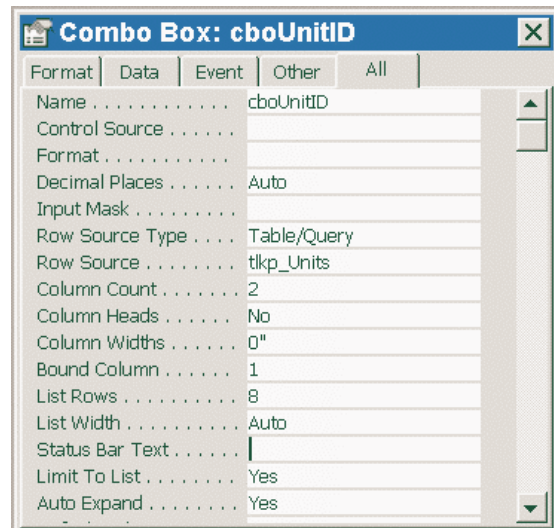 Combo Box: cboUnitID
Format Data Event Other All
Name . . . . . . . . . . . . cboUnitID
Control Source . . . . . .
Format . . . . . . . . . . .
Decimal Places . . . . . . Auto
Input Mask . . . . . . . . .
Row Source Type . . . . Table/Query
Row Source . . . . . . . . tlkp_Units
Column Count . . . . . . . 2
Column Heads . . . . . . No
Column Widths . . . . . . 0"
Bound Column . . . . . . 1
List Rows . . . . . . . . . . 8
List Width . . . . . . . . . . Auto
Status Bar Text . . . . . .
Limit To List . . . . . . . . Yes
Auto Expand . . . . . . . Yes